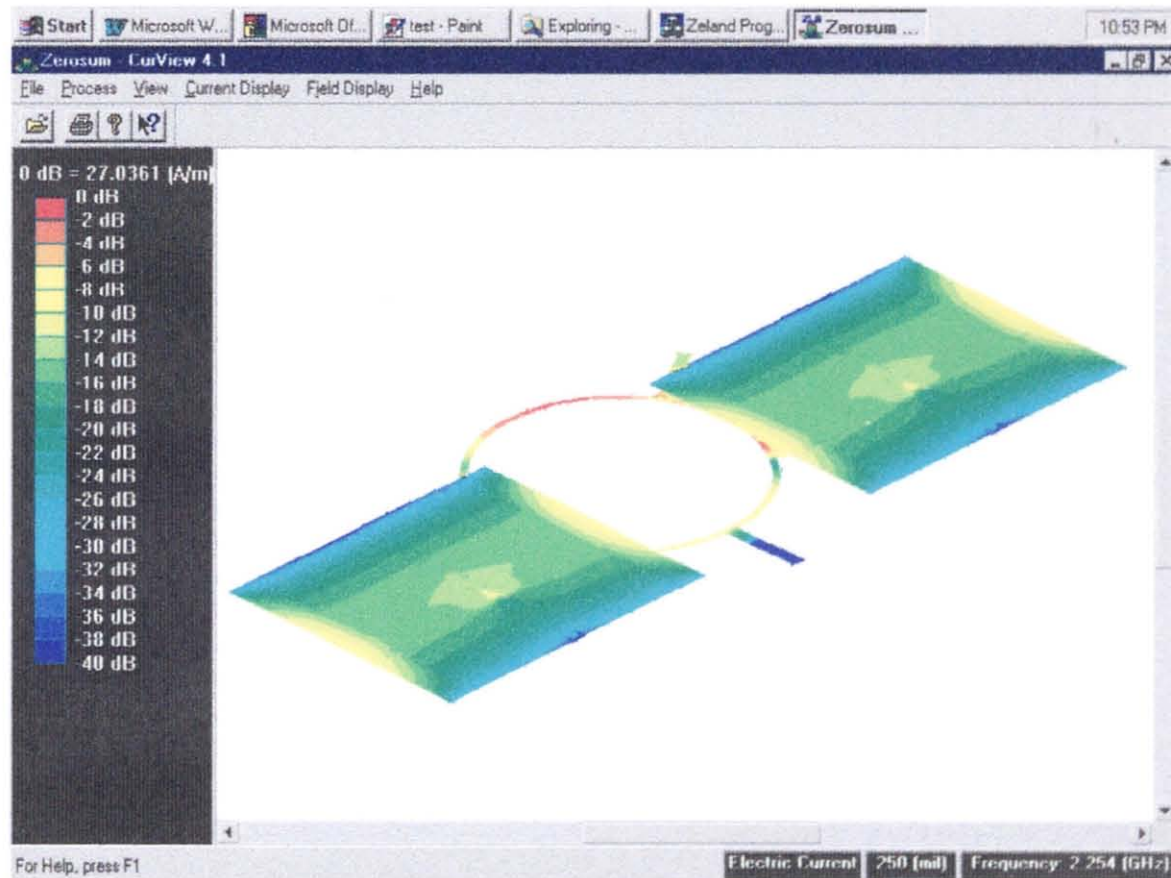 Start Microsoft W... Microsoft Of... test - Paint Exploring - ... Zeland Prog... Zerosum ... 10:53 PM
Zerosum - CurView 4.1
File Process View Current Display Field Display Help
0 dB = 27.0361 [A/m]
0 dB
-2 dB
-4 dB
-6 dB
-8 dB
-10 dB
-12 dB
-14 dB
-16 dB
-18 dB
-20 dB
-22 dB
-24 dB
-26 dB
-28 dB
-30 dB
-32 dB
-34 dB
-36 dB
-38 dB
-40 dB
For Help, press F1 Electric Current 250 (mil) Frequency: 2.254 (GHz)